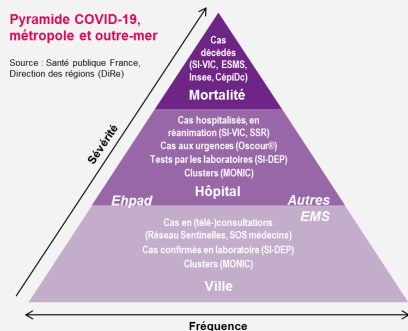 Pyramide COVID-19,
métropole et outre-mer
Source : Santé publique France,
Direction des régions (DiRe)
Sévérité
Cas
décédés
(SI-VIC, ESMS,
Insee, CépiDc)
Mortalité
Cas hospitalisés, en
réanimation (SI-VIC, SSR)
Cas aux urgences (Oscour®)
Tests par les laboratoires (SI-DEP)
Clusters (MONIC)
Hôpital
Ehpad
Autres
EMS
Cas en (télé-)consultations
(Réseau Sentinelles, SOS médecins)
Cas confirmés en laboratoire (SI-DEP)
Clusters (MONIC)
Ville
Fréquence